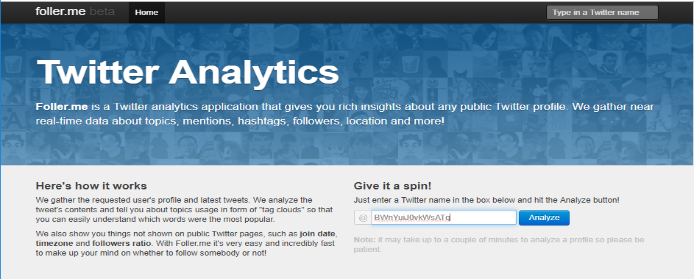 foller.me beta Home Type in a Twitter name
Twitter Analytics
Foller.me is a Twitter analytics application that gives you rich insights about any public Twitter profile. We gather near
real-time data about topics, mentions, hashtags, followers, location and more!
Here's how it works
We gather the requested user's profile and latest tweets. We analyze the
tweet's contents and tell you about topics usage in form of "tag clouds" so that
you can easily understand which words were the most popular.
We also show you things not shown on public Twitter pages, such as join date,
timezone and followers ratio. With Foller.me it's very easy and incredibly fast
to make up your mind on whether to follow somebody or not!
Give it a spin!
Just enter a Twitter name in the box below and hit the Analyze button!
@ Analyze
Note: it may take up to a couple of minutes to analyze a profile so please be
patient.